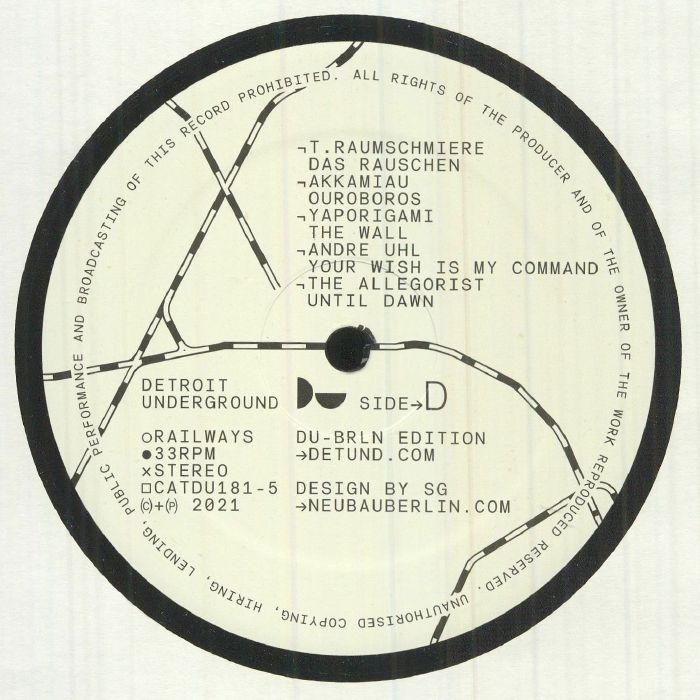 PUBLIC PERFORMANCE AND BROADCASTING OF THIS RECORD PROHIBITED. ALL RIGHTS OF THE PRODUCER AND OF THE OWNER OF THE WORK REPRODUCED RESERVED. UNAUTHORISED COPYING, HIRING, LENDING,
¬T.RAUMSCHMIERE
DAS RAUSCHEN
¬AKKAMIAU
OUROBOROS
¬YAPORIGAMI
THE WALL
¬ANDRE UHL
YOUR WISH IS MY COMMAND
¬THE ALLEGORIST
UNTIL DAWN
DETROIT
UNDERGROUND
DU SIDE→D
○RAILWAYS
●33RPM
×STEREO
□CATDU181-5
©+℗ 2021
DU-BRLN EDITION
→DETUND.COM
DESIGN BY SG
→NEUBAUBERLIN.COM